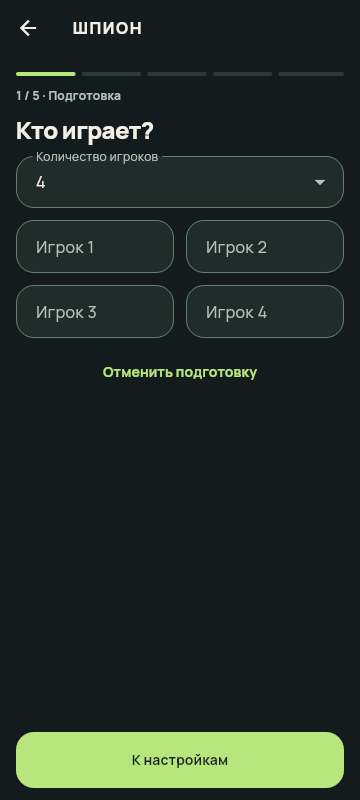 ШПИОН
1 / 5 · Подготовка
Кто играет?
Количество игроков
4
Игрок 1
Игрок 2
Игрок 3
Игрок 4
Отменить подготовку
К настройкам